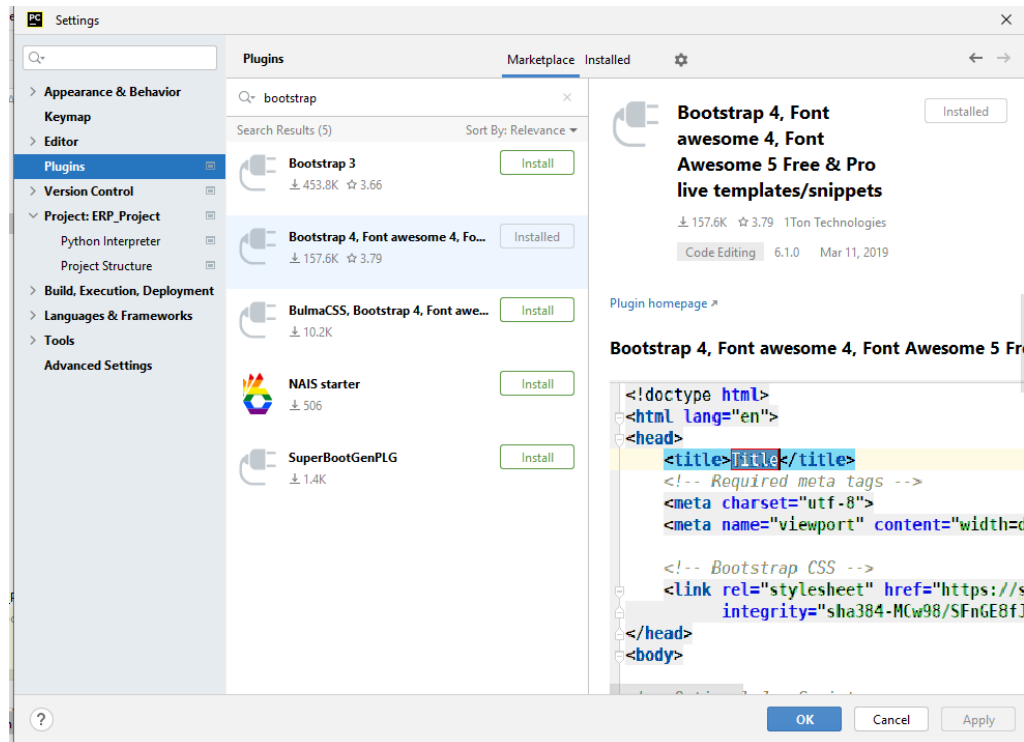 PC Settings
Plugins
Marketplace Installed
Appearance & Behavior
Keymap
Editor
Plugins
Version Control
Project: ERP_Project
Python Interpreter
Project Structure
Build, Execution, Deployment
Languages & Frameworks
Tools
Advanced Settings
bootstrap
Search Results (5) Sort By: Relevance
Bootstrap 3 Install
453.8K 3.66
Bootstrap 4, Font awesome 4, Fo... Installed
157.6K 3.79
BulmaCSS, Bootstrap 4, Font awe... Install
10.2K
NAIS starter Install
506
SuperBootGenPLG Install
1.4K
Bootstrap 4, Font
awesome 4, Font
Awesome 5 Free & Pro
live templates/snippets
Installed
157.6K 3.79 1Ton Technologies
Code Editing 6.1.0 Mar 11, 2019
Plugin homepage
Bootstrap 4, Font awesome 4, Font Awesome 5 Fr
<!doctype html>
<html lang="en">
<head>
<title>Title</title>
<!-- Required meta tags -->
<meta charset="utf-8">
<meta name="viewport" content="width=d
<!-- Bootstrap CSS -->
<link rel="stylesheet" href="https://s
integrity="sha384-MCw98/SFnGE8fJ
</head>
<body>
? OK Cancel Apply